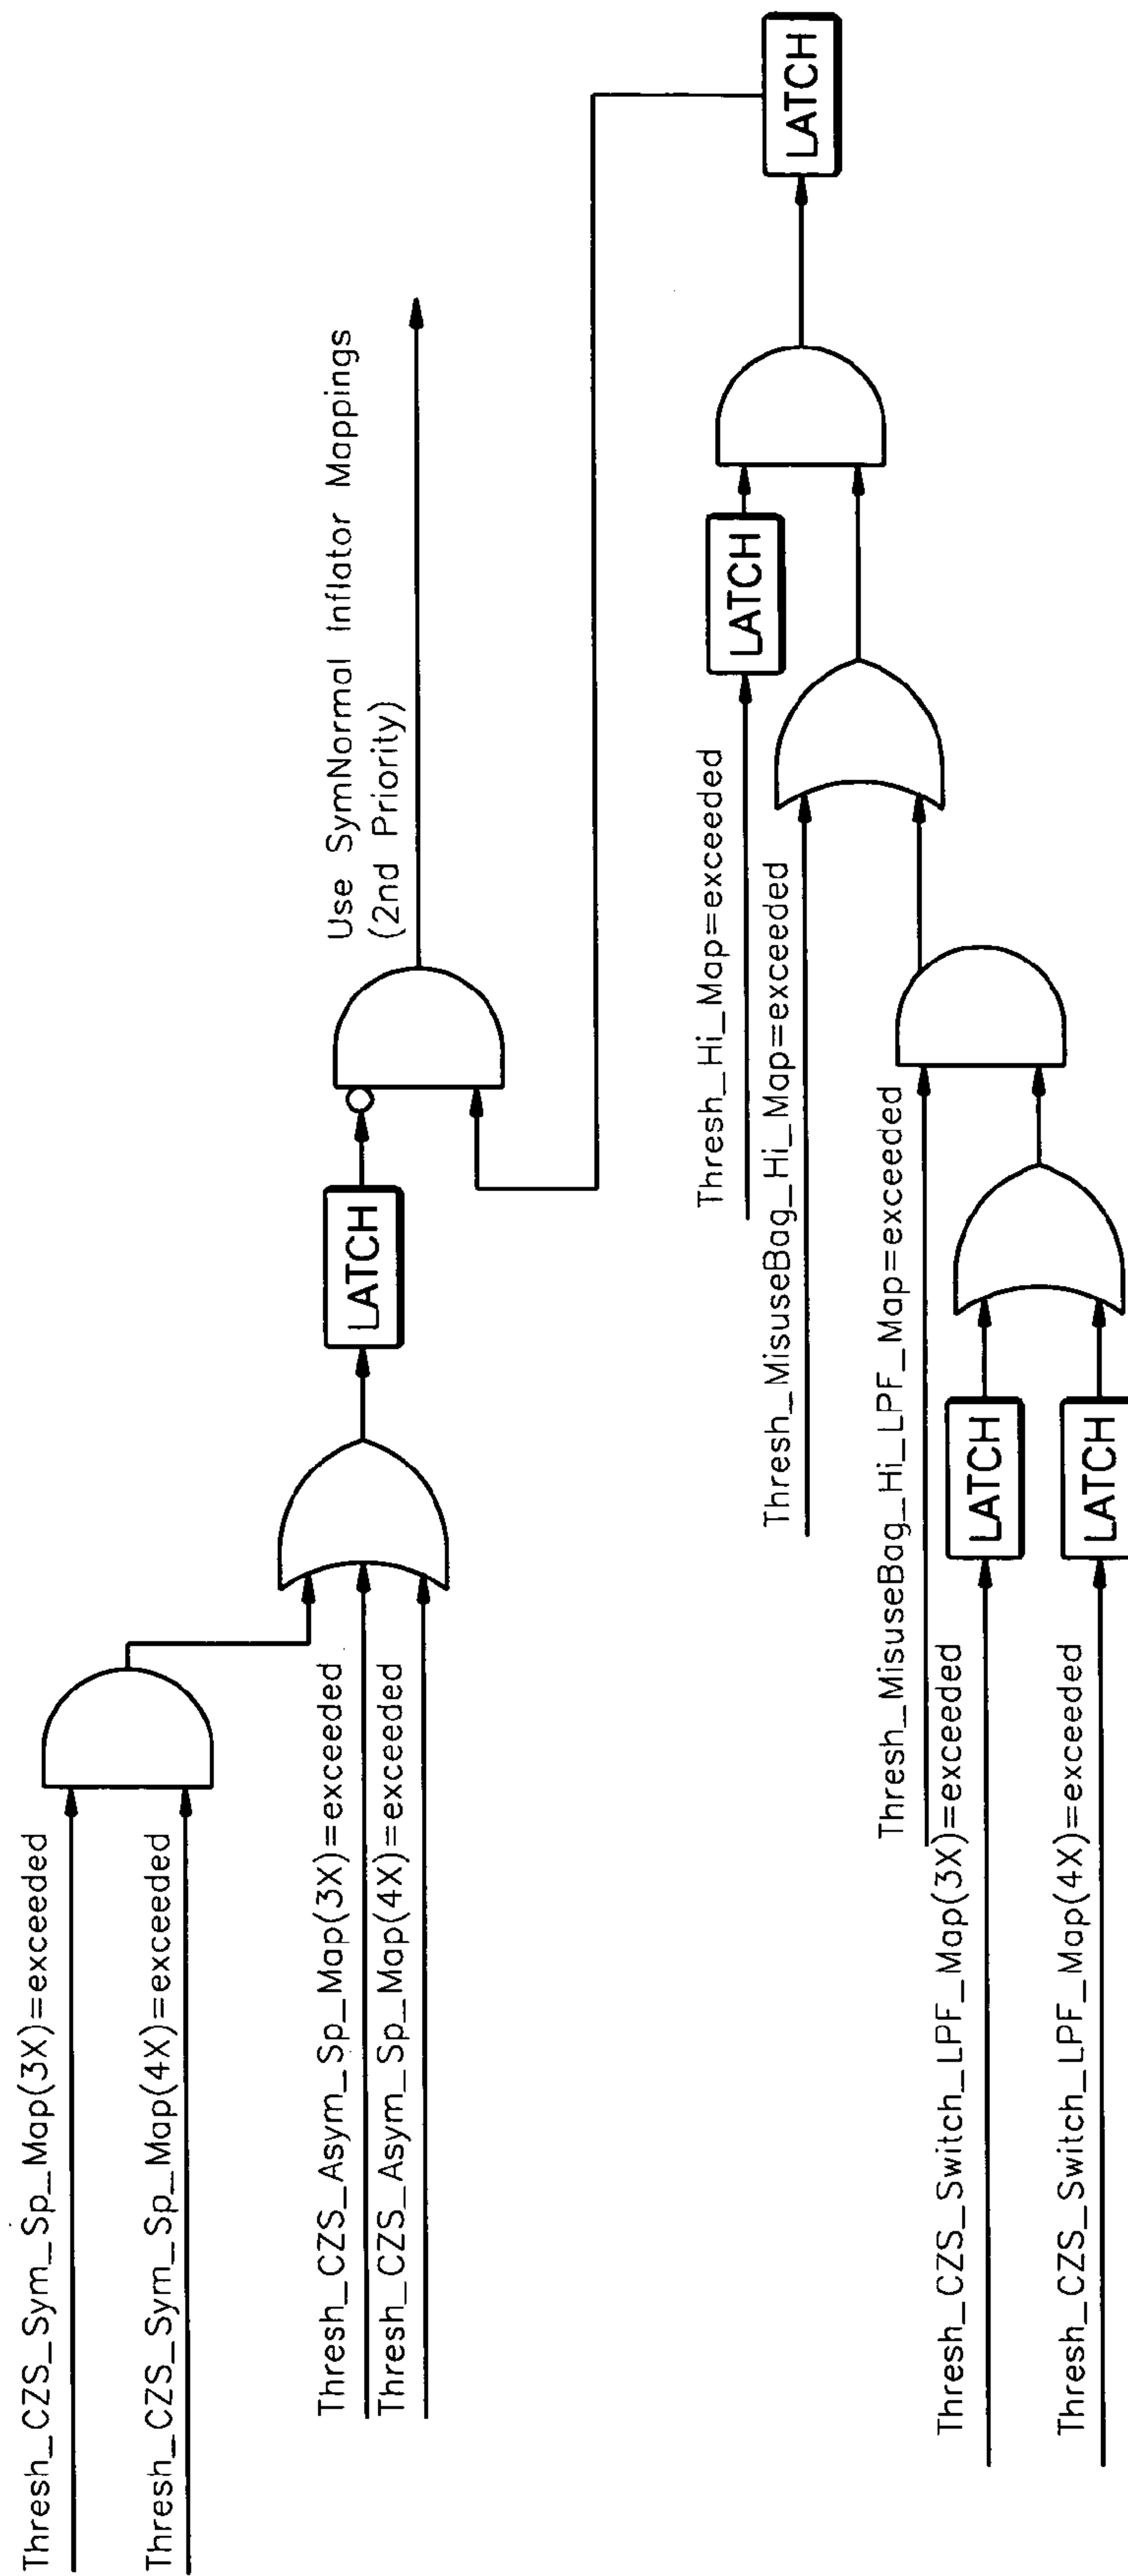 Thresh_CZS_Sym_Sp_Map(3X)=exceeded
Thresh_CZS_Sym_Sp_Map(4X)=exceeded
Thresh_CZS_Asym_Sp_Map(3X)=exceeded
Thresh_CZS_Asym_Sp_Map(4X)=exceeded
LATCH
Use SymNormal Inflator Mappings
(2nd Priority)
Thresh_Hi_Map=exceeded
LATCH
LATCH
Thresh_MisuseBag_Hi_Map=exceeded
Thresh_MisuseBag_Hi_LPF_Map=exceeded
Thresh_CZS_Switch_LPF_Map(3X)=exceeded
LATCH
Thresh_CZS_Switch_LPF_Map(4X)=exceeded
LATCH